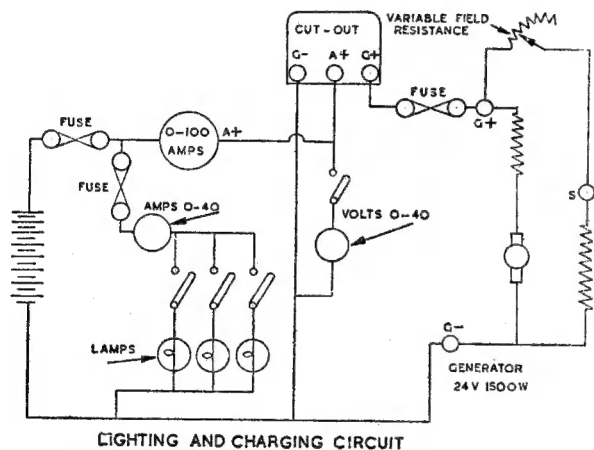 VARIABLE FIELD
RESISTANCE
CUT-OUT
G- A+ G+
FUSE
G+
FUSE
0-100
AMPS
A+
FUSE
AMPS 0-40
VOLTS 0-40
S
LAMPS
G-
GENERATOR
24V 1500W
LIGHTING AND CHARGING CIRCUIT